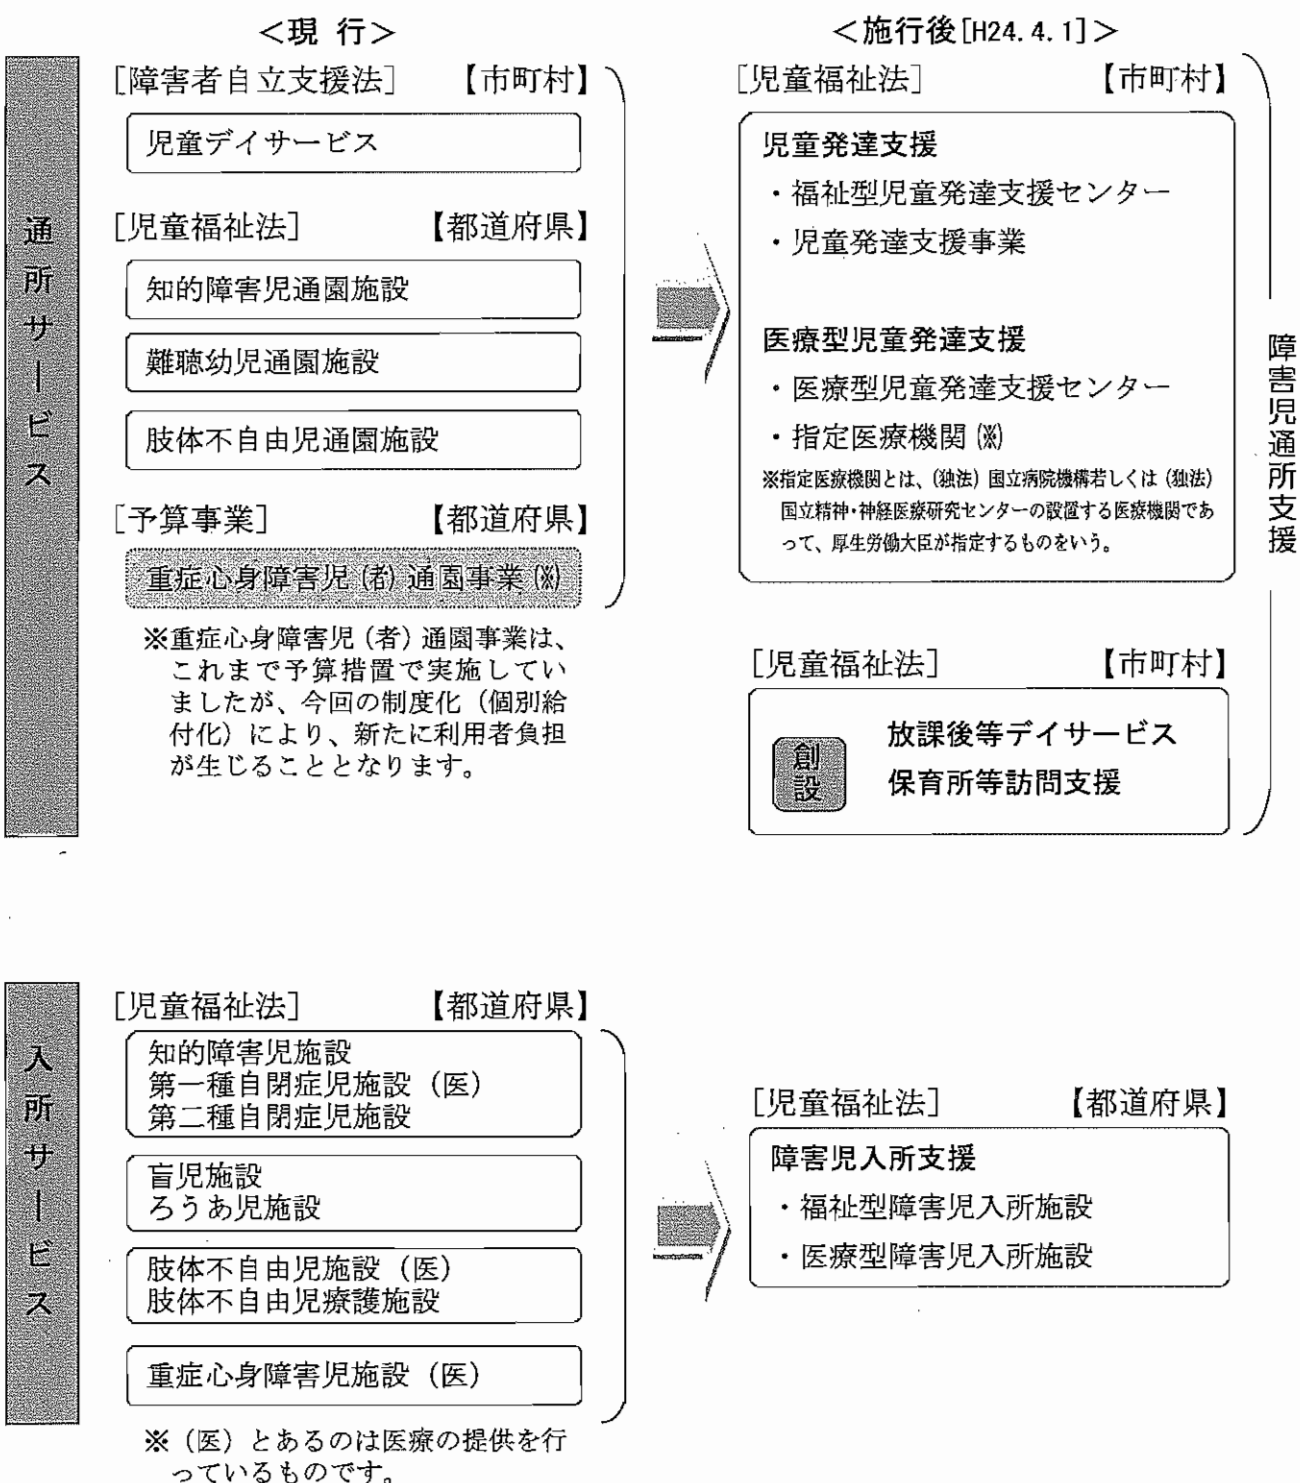 <現 行>
通所サービス
[障害者自立支援法] 【市町村】
児童デイサービス
[児童福祉法] 【都道府県】
知的障害児通園施設
難聴幼児通園施設
肢体不自由児通園施設
[予算事業] 【都道府県】
重症心身障害児(者)通園事業(※)
※重症心身障害児(者)通園事業は、
これまで予算措置で実施してい
ましたが、今回の制度化(個別給
付化)により、新たに利用者負担
が生じることとなります。
<施行後[H24.4.1]>
[児童福祉法] 【市町村】
児童発達支援
・福祉型児童発達支援センター
・児童発達支援事業
医療型児童発達支援
・医療型児童発達支援センター
・指定医療機関(※)
※指定医療機関とは、(独法)国立病院機構若しくは(独法)
国立精神・神経医療研究センターの設置する医療機関であ
って、厚生労働大臣が指定するものをいう。
[児童福祉法] 【市町村】
創設
放課後等デイサービス
保育所等訪問支援
障害児通所支援
入所サービス
[児童福祉法] 【都道府県】
知的障害児施設
第一種自閉症児施設(医)
第二種自閉症児施設
盲児施設
ろうあ児施設
肢体不自由児施設(医)
肢体不自由児療護施設
重症心身障害児施設(医)
※(医)とあるのは医療の提供を行
っているものです。
[児童福祉法] 【都道府県】
障害児入所支援
・福祉型障害児入所施設
・医療型障害児入所施設